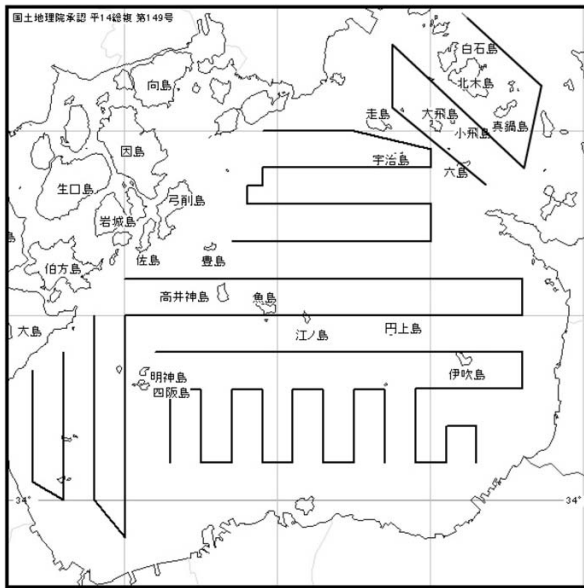 国土地理院承認 平14総複 第149号
白石島
向島
北木島
走島
大飛島
真鍋島
小飛島
因島
宇治島
六島
生口島
弓削島
岩城島
佐島
豊島
伯方島
高井神島
魚島
大島
江ノ島
円上島
明神島
伊吹島
四阪島
34°
34°